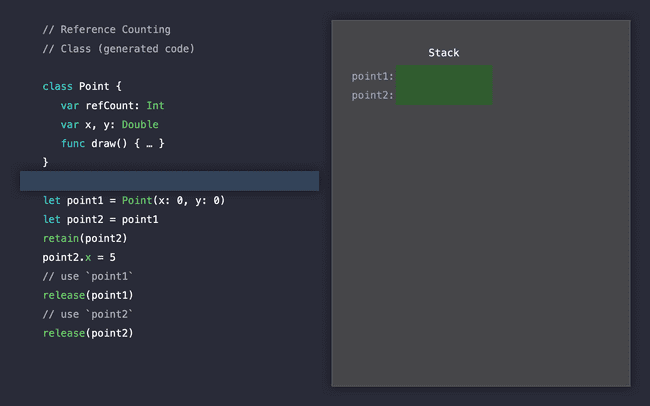 // Reference Counting
// Class (generated code)
class Point {
var refCount: Int
var x, y: Double
func draw() { … }
}
let point1 = Point(x: 0, y: 0)
let point2 = point1
retain(point2)
point2.x = 5
// use `point1`
release(point1)
// use `point2`
release(point2)
Stack
point1:
point2: